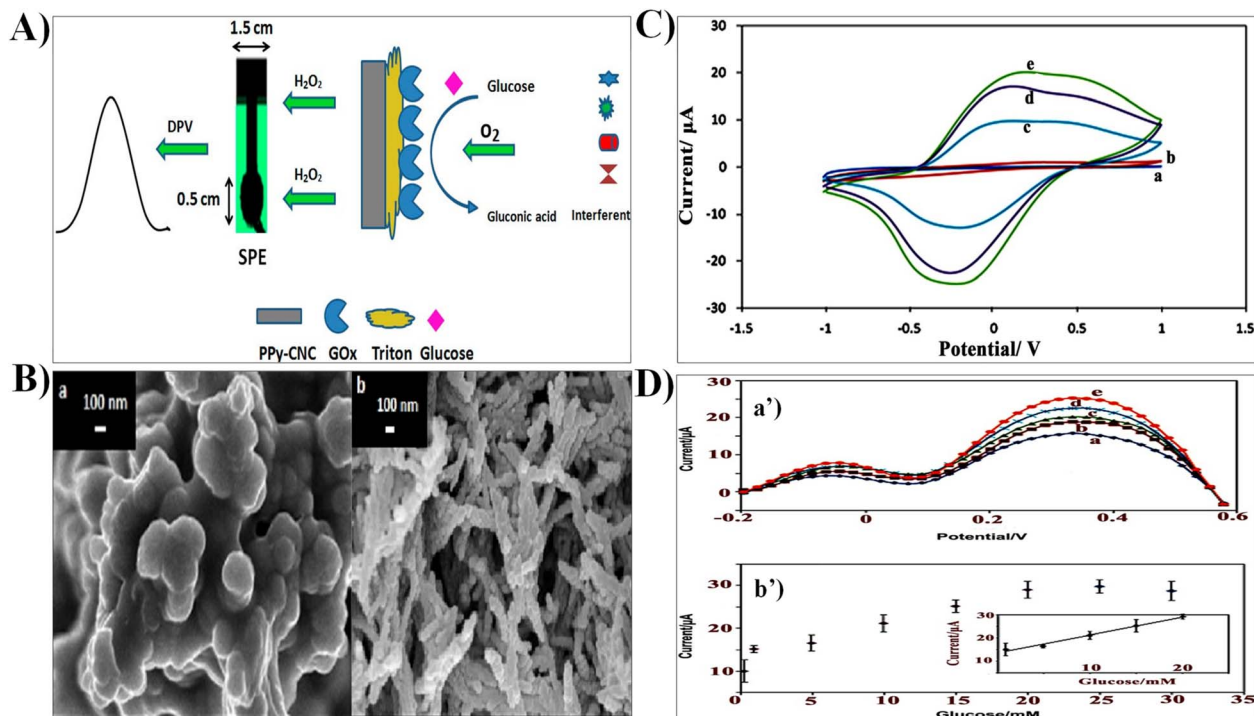 A)
1.5 cm
H₂O₂
Glucose
DPV
O₂
0.5 cm
H₂O₂
Gluconic acid
Interferent
SPE
PPy-CNC GOx Triton Glucose
B)
a
100 nm
b
100 nm
C)
Current/ µA
30
20
10
0
-10
-20
-30
e
d
c
b
a
-1.5 -1 -0.5 0 0.5 1 1.5
Potential/ V
D)
a')
Current/µA
30
20
10
0
e
d
c
b
a
-0.2 0 0.2 0.4 0.6
Potential/V
b')
Current/µA
30
20
10
Current/µA
30
20
10
10 20
Glucose/mM
0 5 10 15 20 25 30 35
Glucose/mM